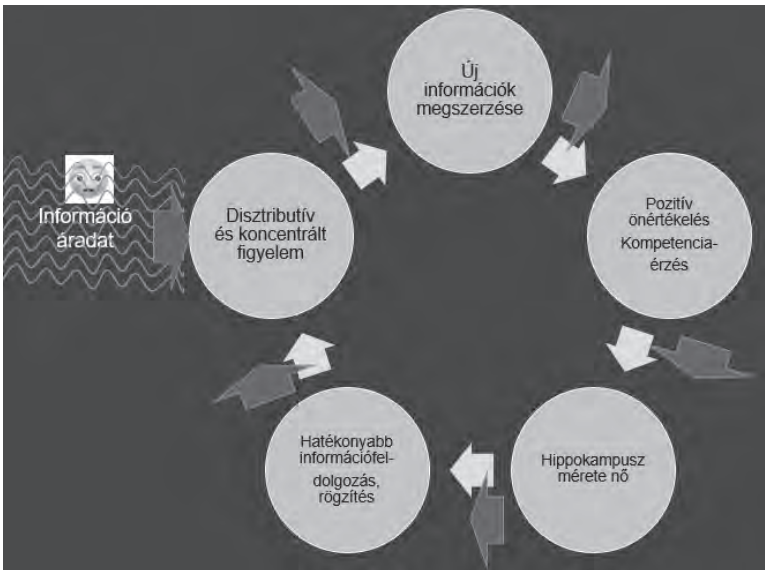 Új
információk
megszerzése
Pozitív
önértékelés
Kompetencia-
érzés
Hippokampusz
mérete nő
Hatékonyabb
információfel-
dolgozás,
rögzítés
Disztributív
és koncentrált
figyelem
Információ
áradat